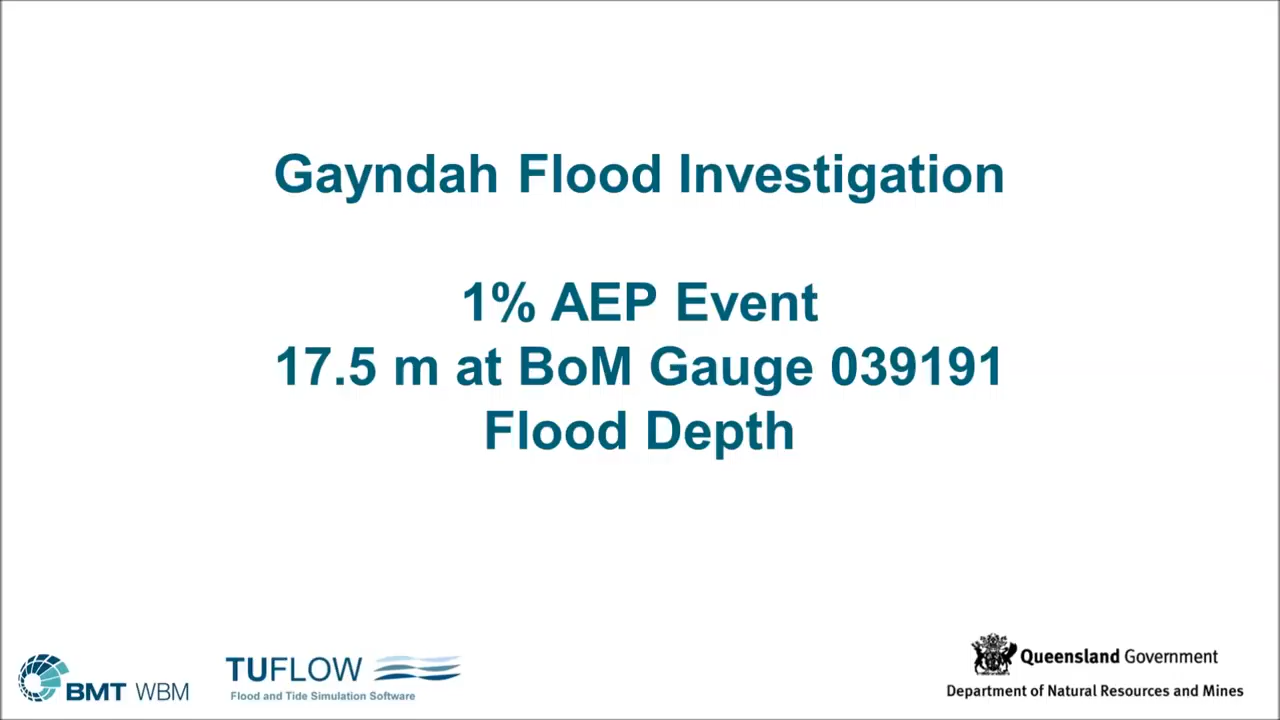 Gayndah Flood Investigation
1% AEP Event
17.5 m at BoM Gauge 039191
Flood Depth
BMT WBM
TUFLOW
Flood and Tide Simulation Software
Queensland Government
Department of Natural Resources and Mines